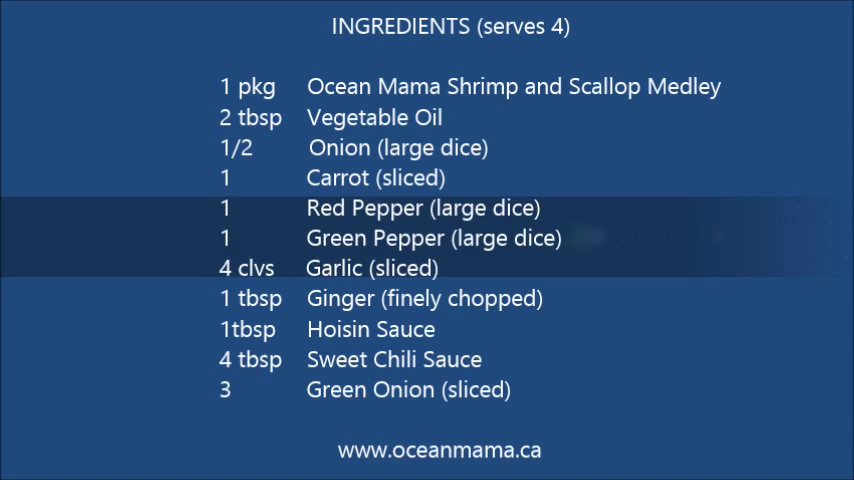 INGREDIENTS (serves 4)
1 pkg Ocean Mama Shrimp and Scallop Medley
2 tbsp Vegetable Oil
1/2 Onion (large dice)
1 Carrot (sliced)
1 Red Pepper (large dice)
1 Green Pepper (large dice)
4 clvs Garlic (sliced)
1 tbsp Ginger (finely chopped)
1tbsp Hoisin Sauce
4 tbsp Sweet Chili Sauce
3 Green Onion (sliced)
www.oceanmama.ca